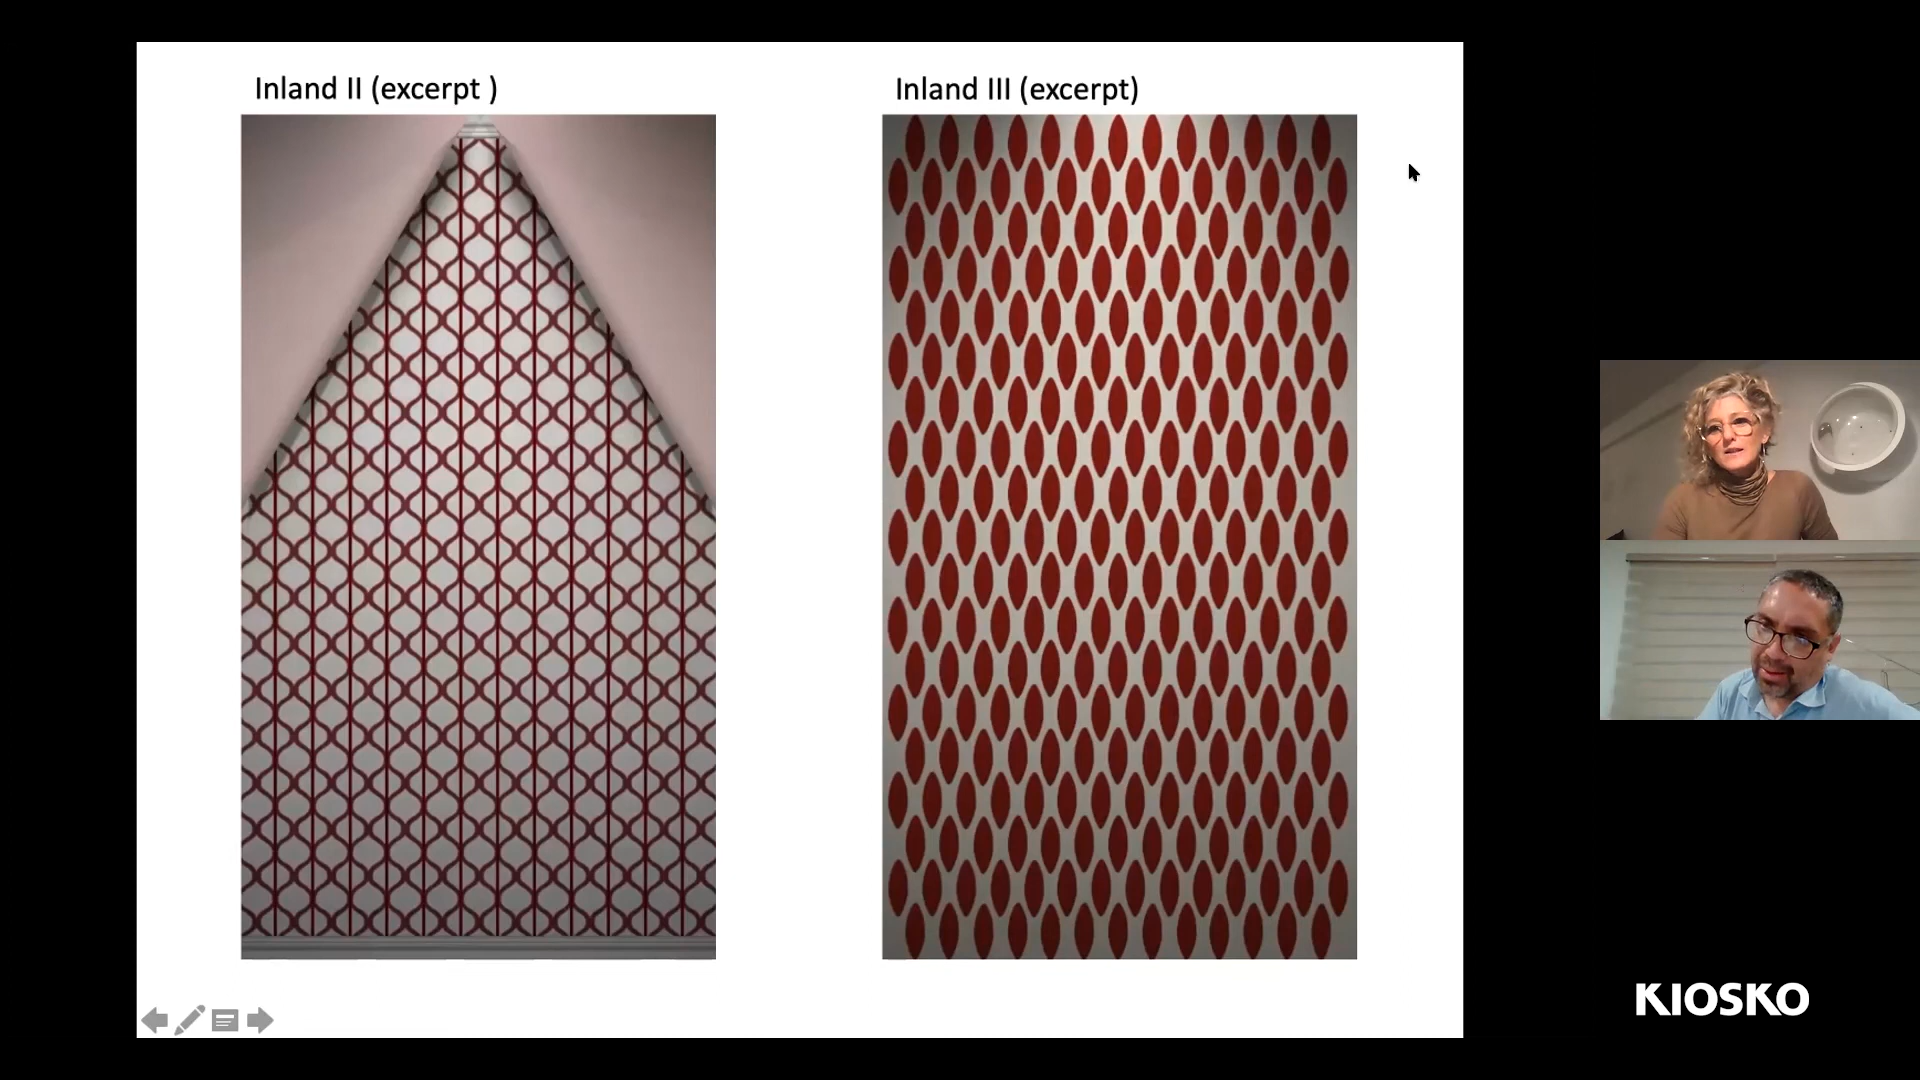 Inland II (excerpt )
Inland III (excerpt)
KIOSKO